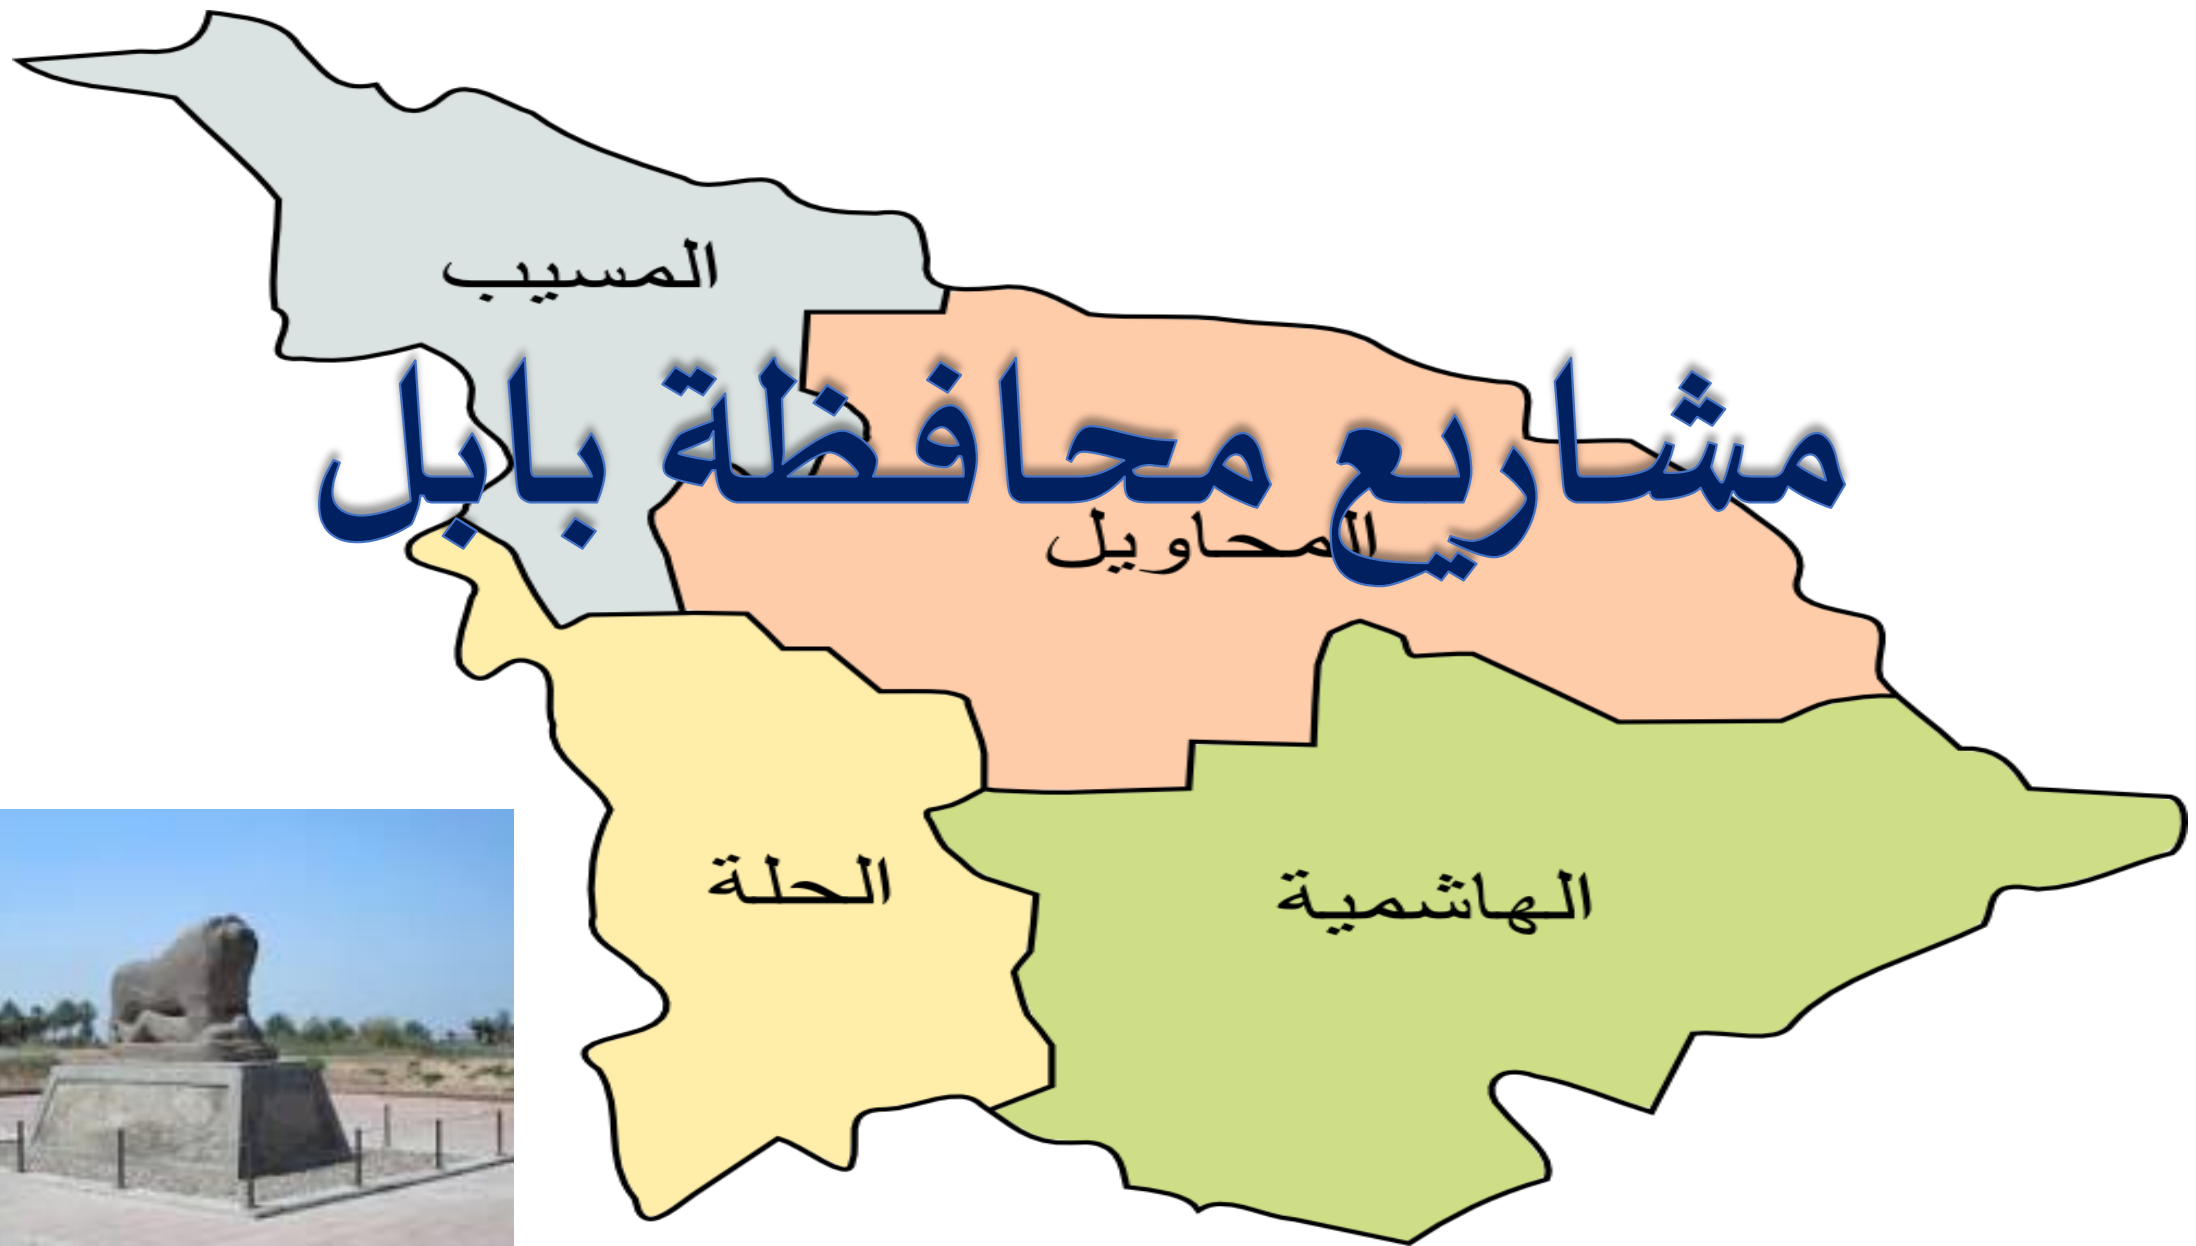 المسيب
مشاريع محافظة بابل
المحاويل
الحلة
الهاشمية